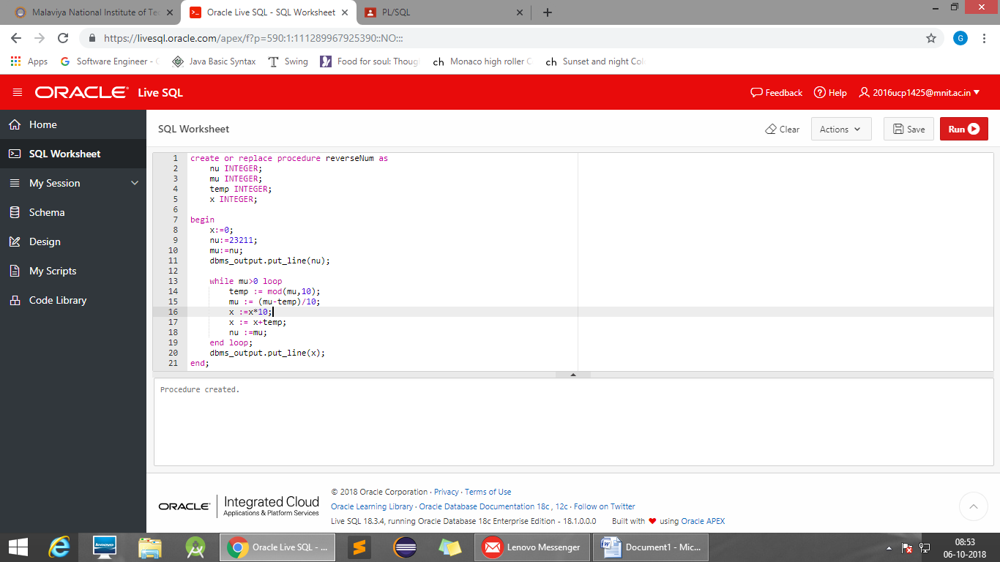 Malaviya National Institute of Tec
Oracle Live SQL - SQL Worksheet
PL/SQL
https://livesql.oracle.com/apex/f?p=590:1:111289967925390::NO:::
G
Apps
Software Engineer - C
Java Basic Syntax
Swing
Food for soul: Thoug
ch Monaco high roller C
ch Sunset and night Col
ORACLE Live SQL
Feedback
Help
2016ucp1425@mnit.ac.in
Home
SQL Worksheet
My Session
Schema
Design
My Scripts
Code Library
SQL Worksheet
Clear
Actions
Save
Run
1 create or replace procedure reverseNum as
2 nu INTEGER;
3 mu INTEGER;
4 temp INTEGER;
5 x INTEGER;
6
7 begin
8 x:=0;
9 nu:=23211;
10 mu:=nu;
11 dbms_output.put_line(nu);
12
13 while mu>0 loop
14 temp := mod(mu,10);
15 mu := (mu-temp)/10;
16 x :=x*10;
17 x := x+temp;
18 nu :=mu;
19 end loop;
20 dbms_output.put_line(x);
21 end;
Procedure created.
ORACLE
Integrated Cloud
Applications & Platform Services
© 2018 Oracle Corporation · Privacy · Terms of Use
Oracle Learning Library · Oracle Database Documentation 18c , 12c · Follow on Twitter
Live SQL 18.3.4, running Oracle Database 18c Enterprise Edition - 18.1.0.0.0 Built with ❤ using Oracle APEX
lenovo
Oracle Live SQL - ...
Lenovo Messenger
Document1 - Mic...
08:53
06-10-2018